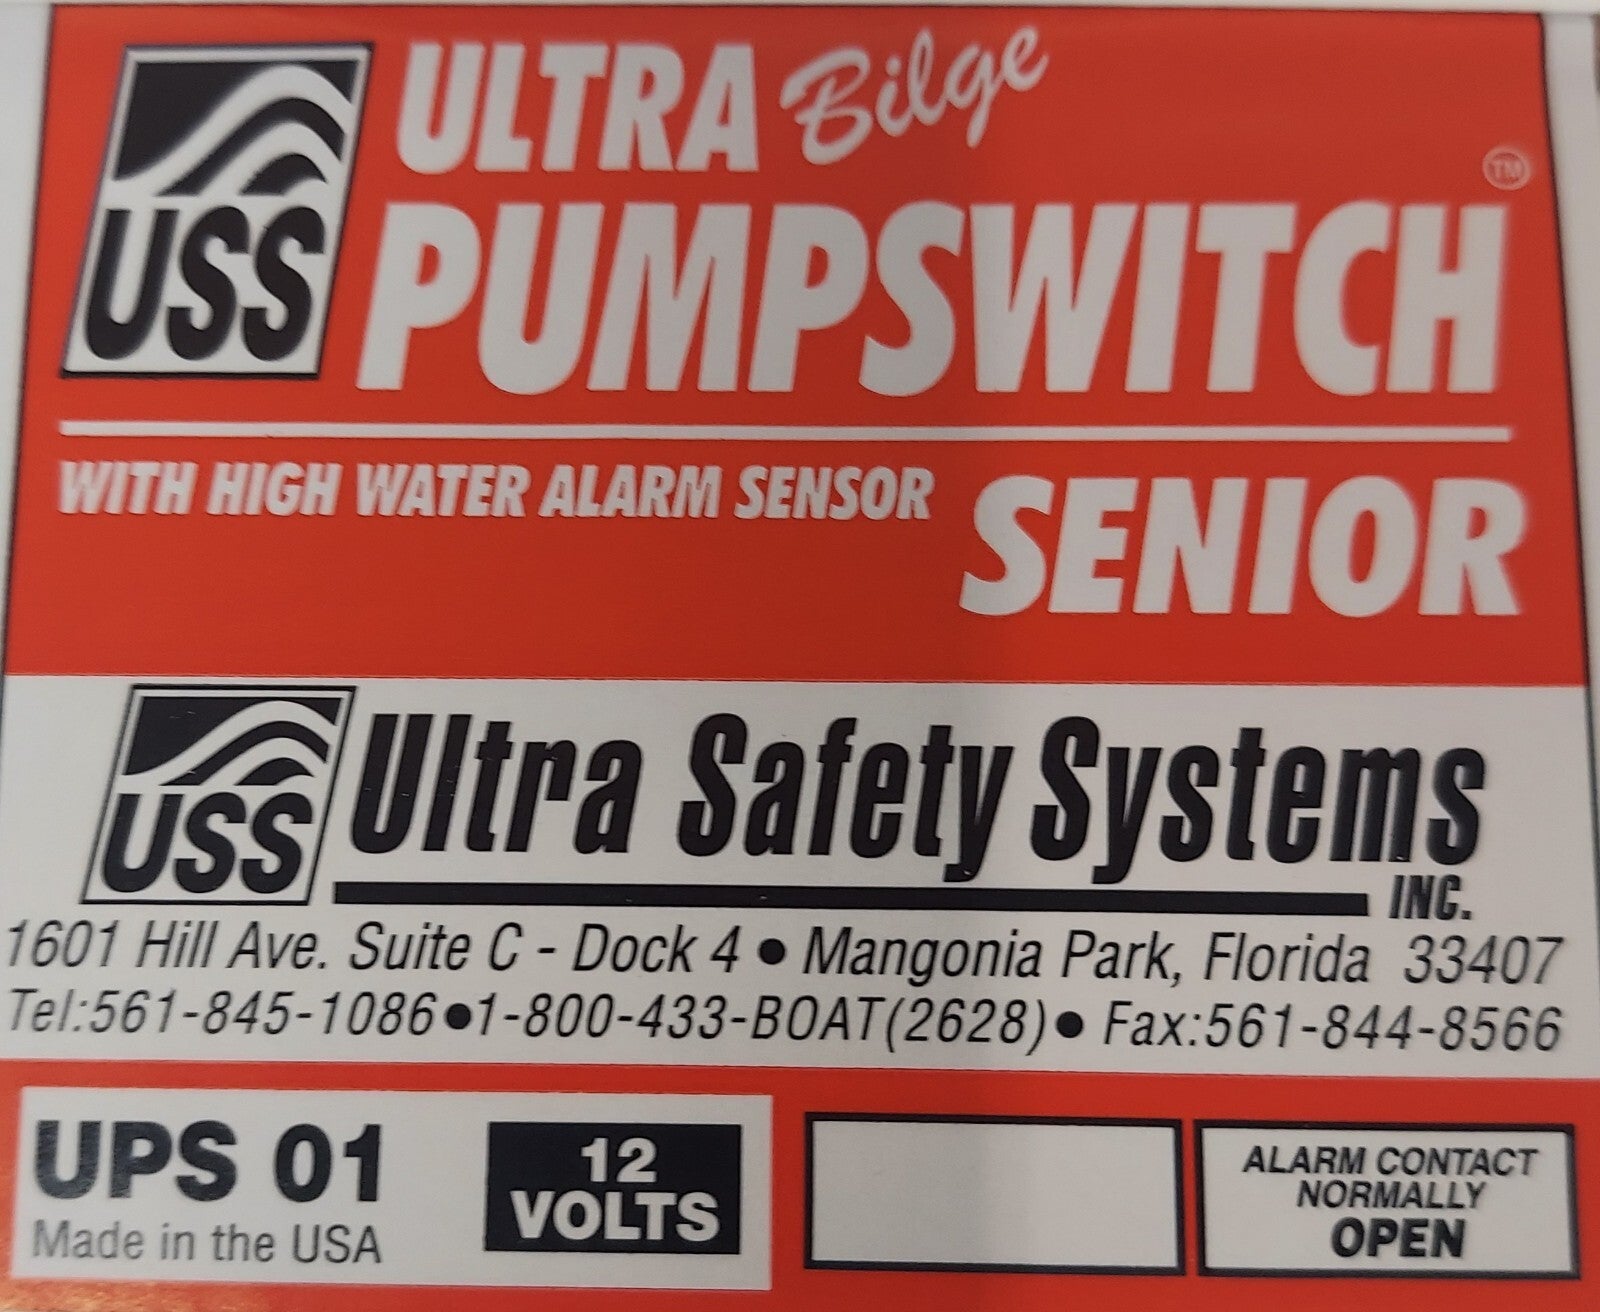 USS
ULTRA Bilge
PUMPSWITCH™
WITH HIGH WATER ALARM SENSOR
SENIOR
USS
Ultra Safety Systems
INC.
1601 Hill Ave. Suite C - Dock 4 • Mangonia Park, Florida 33407
Tel:561-845-1086•1-800-433-BOAT(2628)• Fax:561-844-8566
UPS 01
Made in the USA
12
VOLTS
ALARM CONTACT
NORMALLY
OPEN